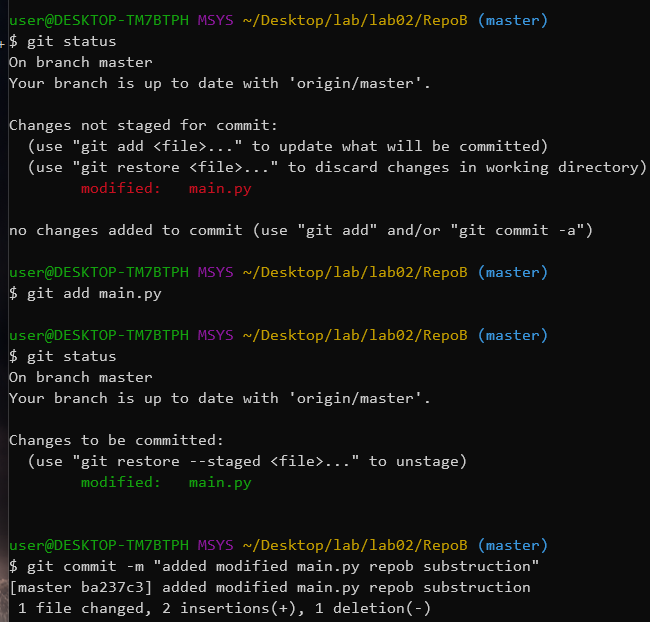 user@DESKTOP-TM7BTPH MSYS ~/Desktop/lab/lab02/RepoB (master)
$ git status
On branch master
Your branch is up to date with 'origin/master'.
Changes not staged for commit:
  (use "git add <file>..." to update what will be committed)
  (use "git restore <file>..." to discard changes in working directory)
        modified:   main.py
no changes added to commit (use "git add" and/or "git commit -a")
user@DESKTOP-TM7BTPH MSYS ~/Desktop/lab/lab02/RepoB (master)
$ git add main.py
user@DESKTOP-TM7BTPH MSYS ~/Desktop/lab/lab02/RepoB (master)
$ git status
On branch master
Your branch is up to date with 'origin/master'.
Changes to be committed:
  (use "git restore --staged <file>..." to unstage)
        modified:   main.py
user@DESKTOP-TM7BTPH MSYS ~/Desktop/lab/lab02/RepoB (master)
$ git commit -m "added modified main.py repob substruction"
[master ba237c3] added modified main.py repob substruction
 1 file changed, 2 insertions(+), 1 deletion(-)